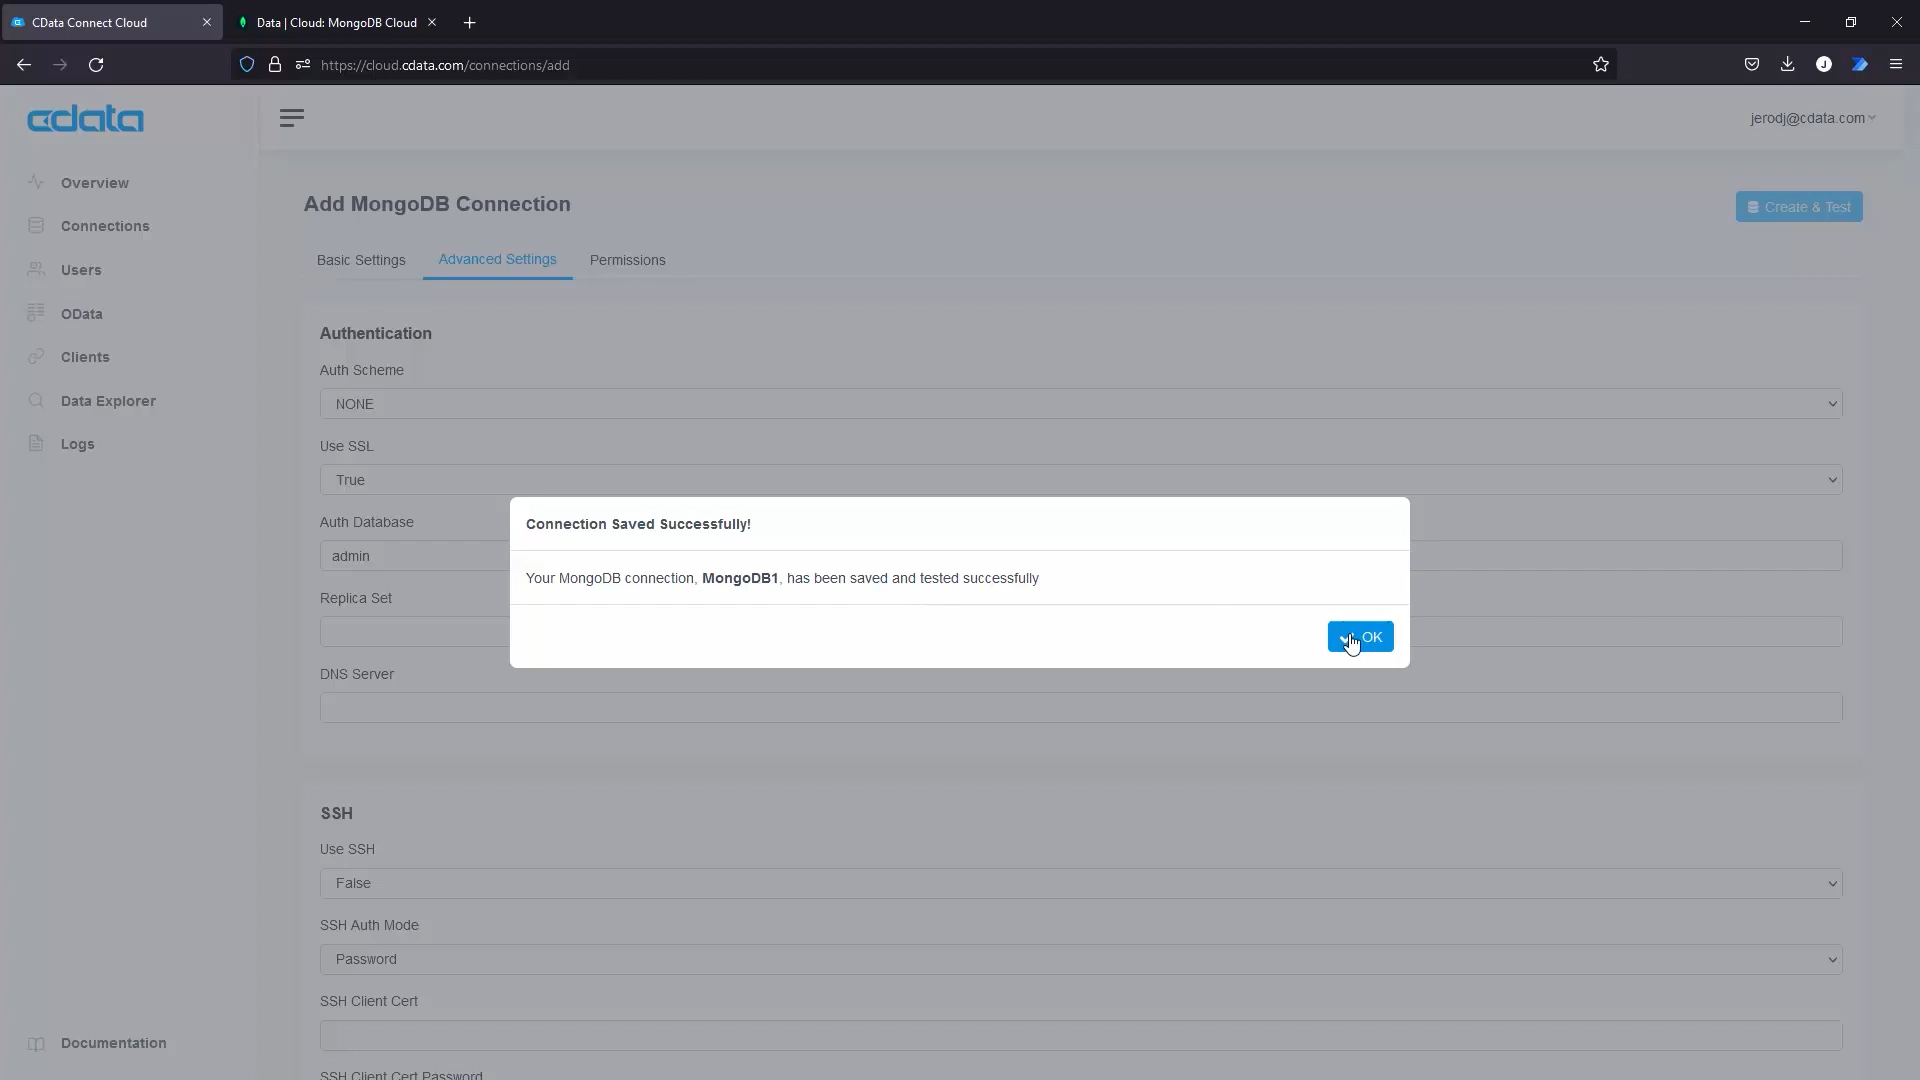 CData Connect Cloud
Data | Cloud: MongoDB Cloud
https://cloud.cdata.com/connections/add
J
cdata
jerodj@cdata.com
Overview
Connections
Users
OData
Clients
Data Explorer
Logs
Documentation
Add MongoDB Connection
Create & Test
Basic Settings
Advanced Settings
Permissions
Authentication
Auth Scheme
NONE
Use SSL
True
Auth Database
admin
Replica Set
DNS Server
Connection Saved Successfully!
Your MongoDB connection, MongoDB1, has been saved and tested successfully
OK
SSH
Use SSH
False
SSH Auth Mode
Password
SSH Client Cert
SSH Client Cert Password